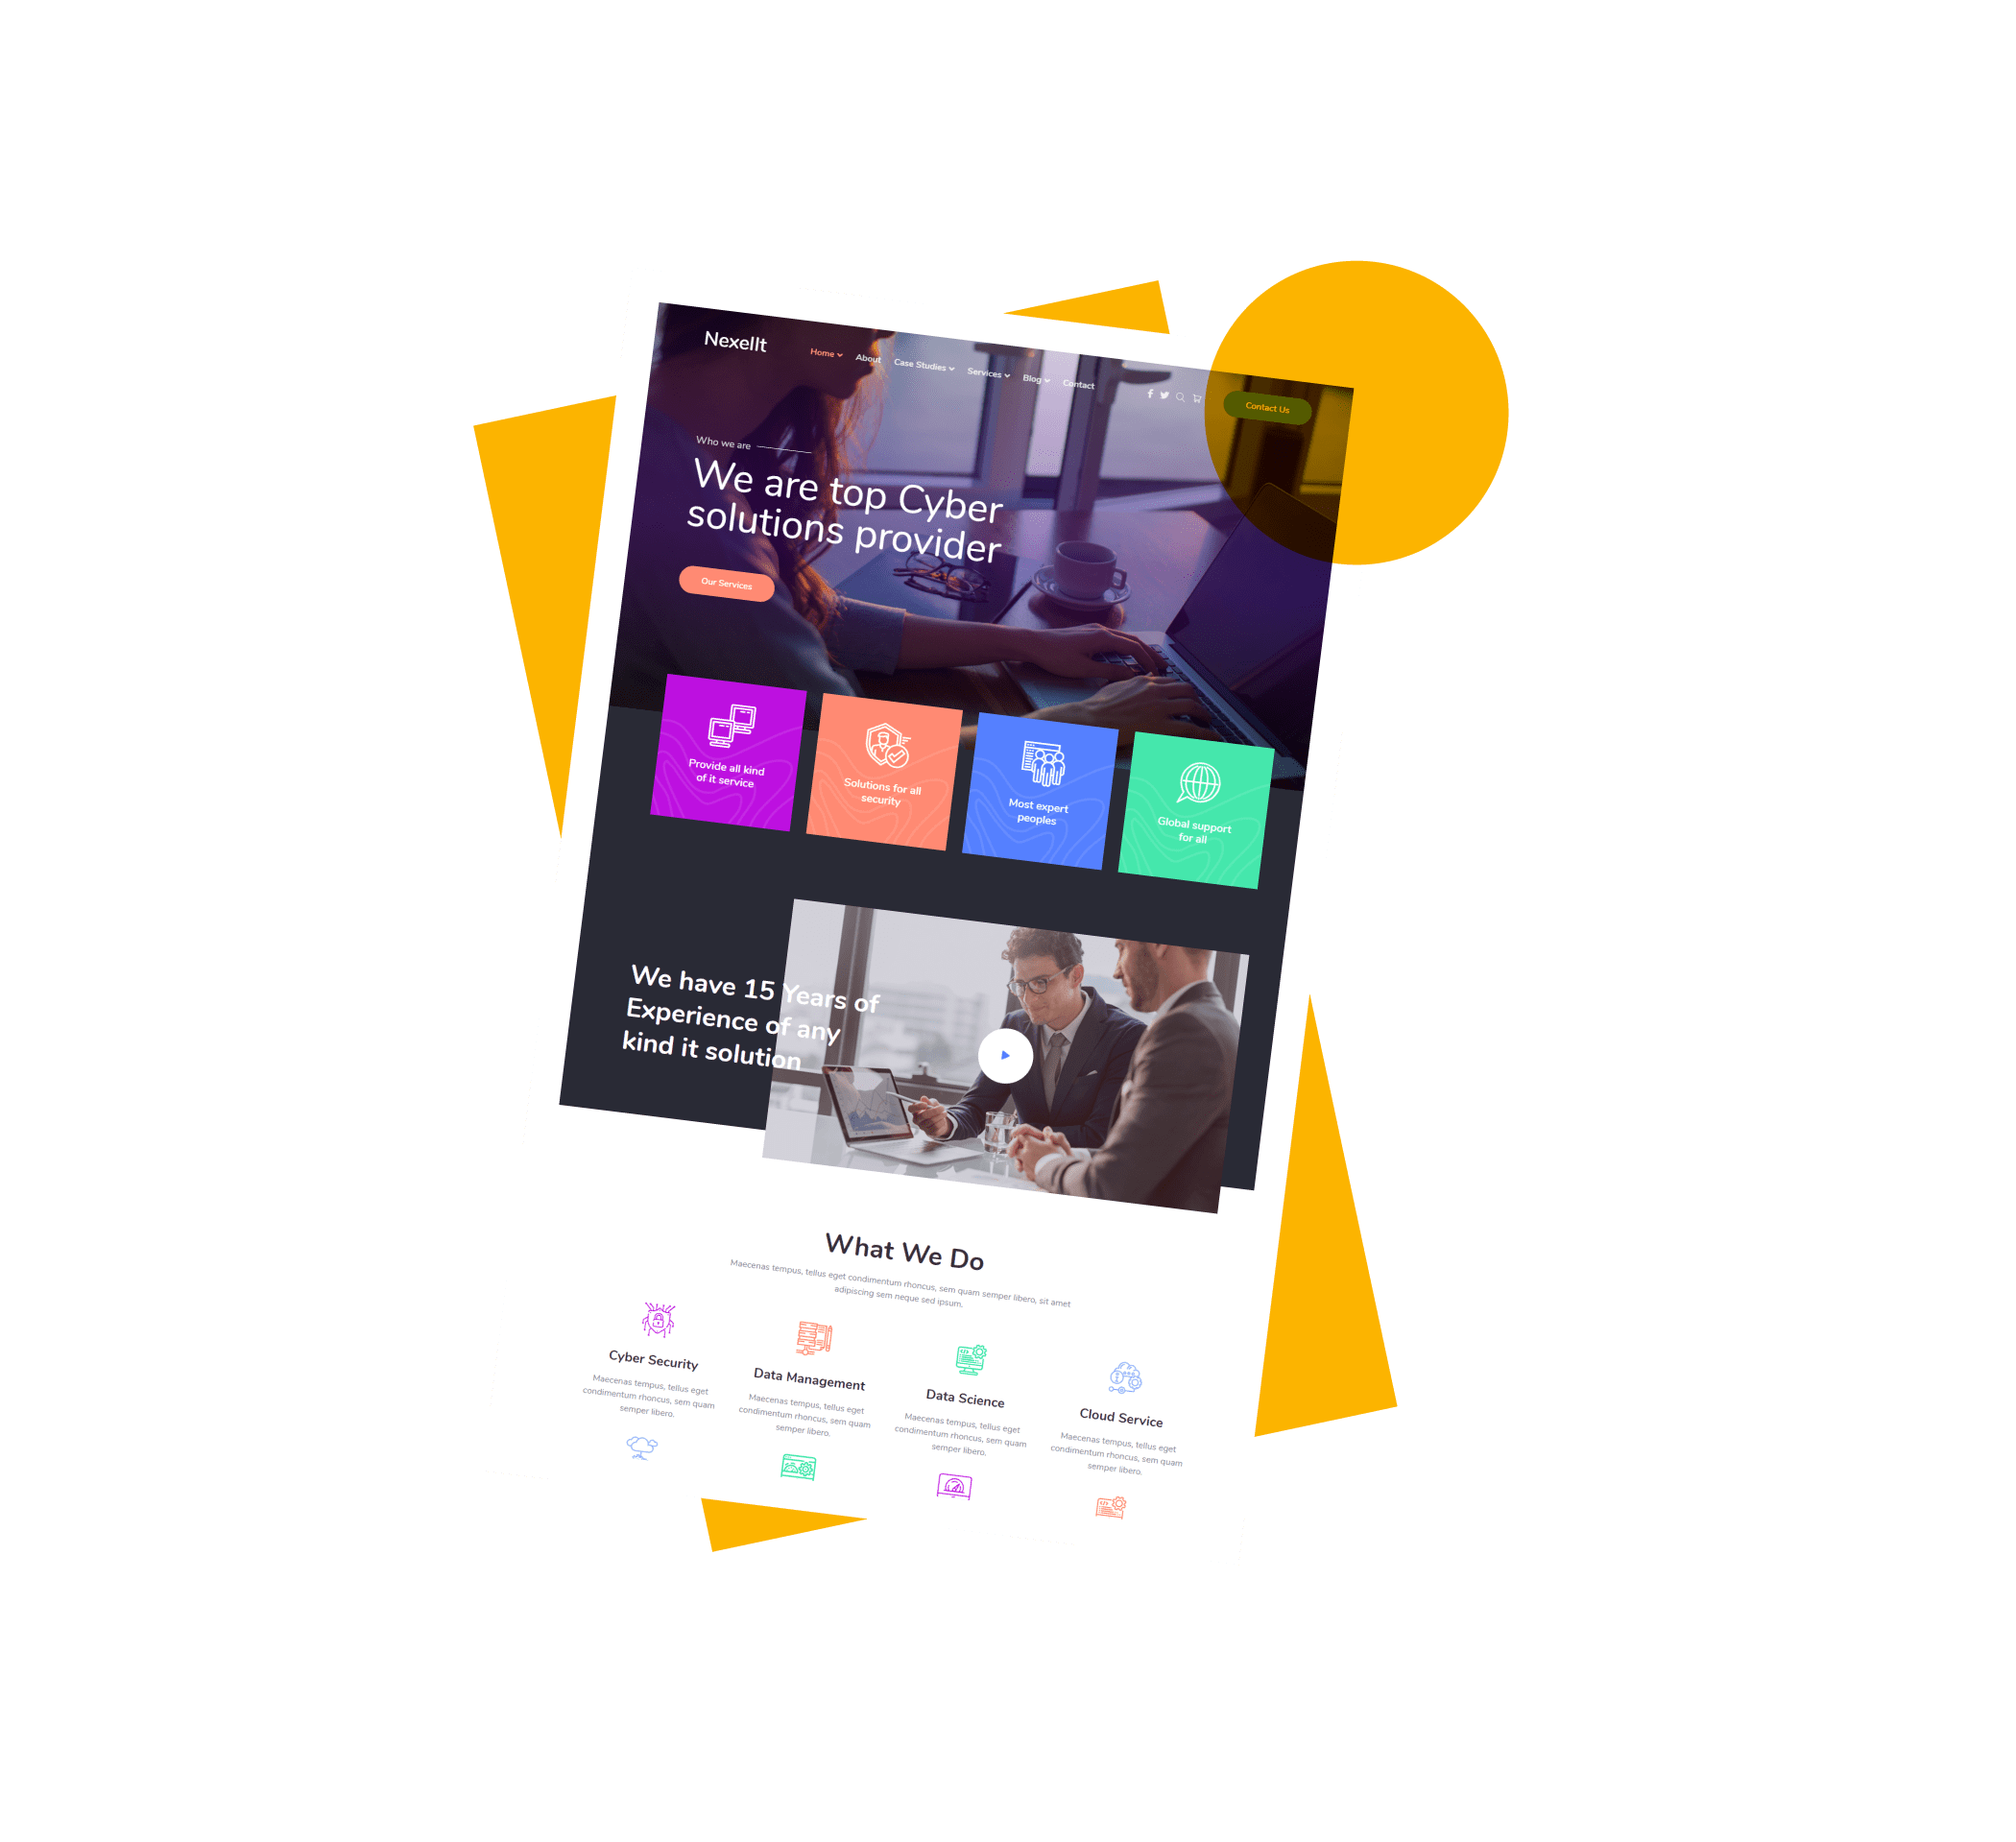 NexelIt
Home
About
Case Studies
Services
Blog
Contact
Contact Us
Who we are
We are top Cyber
solutions provider
Our Services
Provide all kind
of it service
Solutions for all
security
Most expert
peoples
Global support
for all
We have 15 Years of
Experience of any
kind it solution
What We Do
Maecenas tempus, tellus eget condimentum rhoncus, sem quam semper libero, sit amet
adipiscing sem neque sed ipsum.
Cyber Security
Maecenas tempus, tellus eget
condimentum rhoncus, sem quam
semper libero.
Data Management
Maecenas tempus, tellus eget
condimentum rhoncus, sem quam
semper libero.
Data Science
Maecenas tempus, tellus eget
condimentum rhoncus, sem quam
semper libero.
Cloud Service
Maecenas tempus, tellus eget
condimentum rhoncus, sem quam
semper libero.